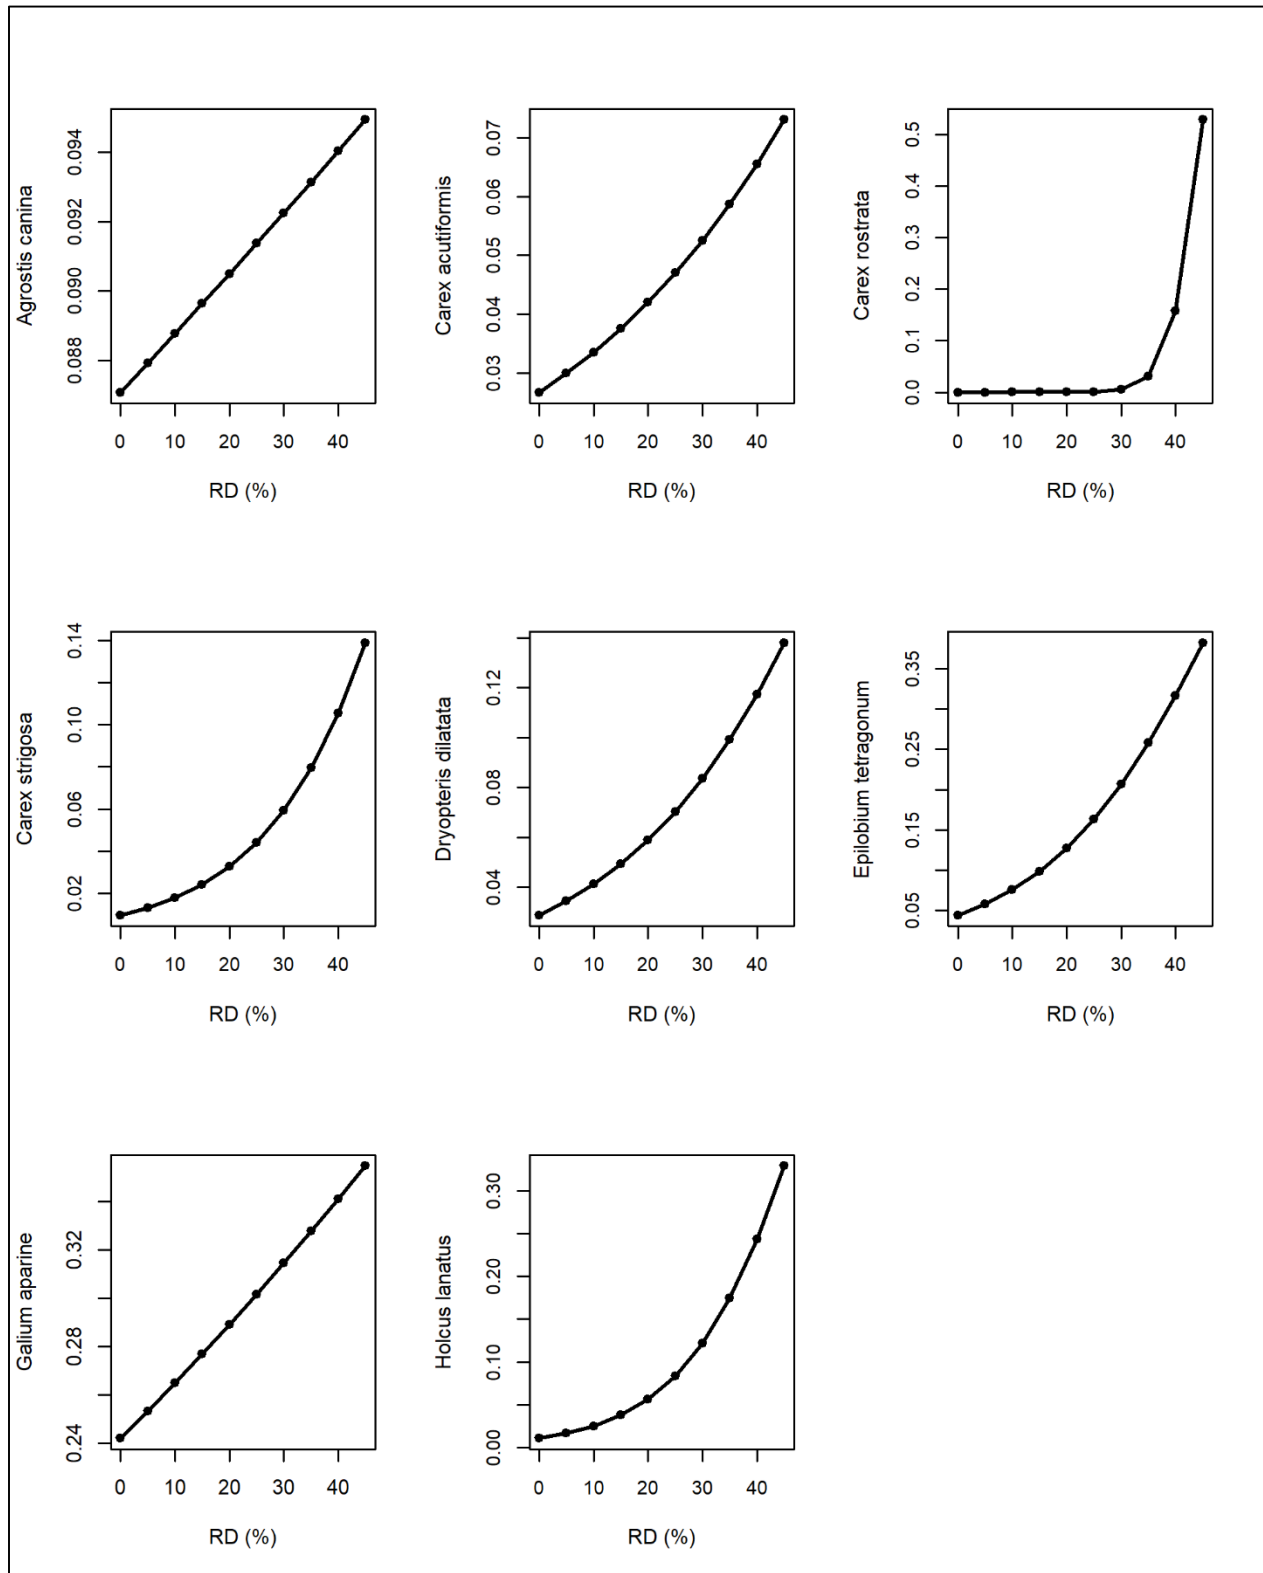 Agrostis canina
0.088 0.090 0.092 0.094
0 10 20 30 40
RD (%)
Carex acutiformis
0.03 0.04 0.05 0.06 0.07
0 10 20 30 40
RD (%)
Carex rostrata
0.0 0.1 0.2 0.3 0.4 0.5
0 10 20 30 40
RD (%)
Carex strigosa
0.02 0.06 0.10 0.14
0 10 20 30 40
RD (%)
Dryopteris dilatata
0.04 0.08 0.12
0 10 20 30 40
RD (%)
Epilobium tetragonum
0.05 0.15 0.25 0.35
0 10 20 30 40
RD (%)
Galium aparine
0.24 0.28 0.32
0 10 20 30 40
RD (%)
Holcus lanatus
0.00 0.10 0.20 0.30
0 10 20 30 40
RD (%)